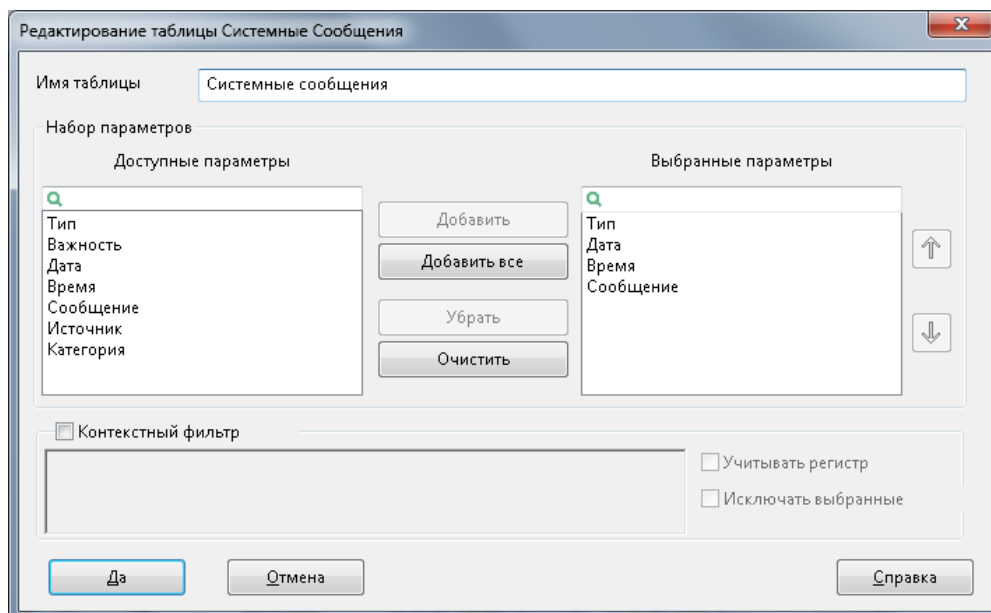 Редактирование таблицы Системные Сообщения
Имя таблицы
Системные сообщения
Набор параметров
Доступные параметры
Тип
Важность
Дата
Время
Сообщение
Источник
Категория
Добавить
Добавить все
Убрать
Очистить
Выбранные параметры
Тип
Дата
Время
Сообщение
Контекстный фильтр
Учитывать регистр
Исключать выбранные
Да
Отмена
Справка